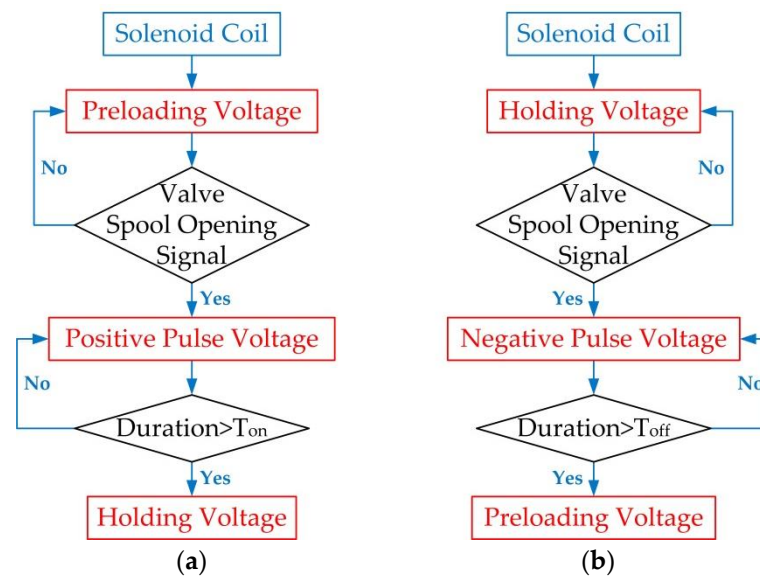 Solenoid Coil
Preloading Voltage
No
Valve
Spool Opening
Signal
Yes
Positive Pulse Voltage
No
Duration>Ton
Yes
Holding Voltage
(a)
Solenoid Coil
Holding Voltage
No
Valve
Spool Opening
Signal
Yes
Negative Pulse Voltage
No
Duration>Toff
Yes
Preloading Voltage
(b)